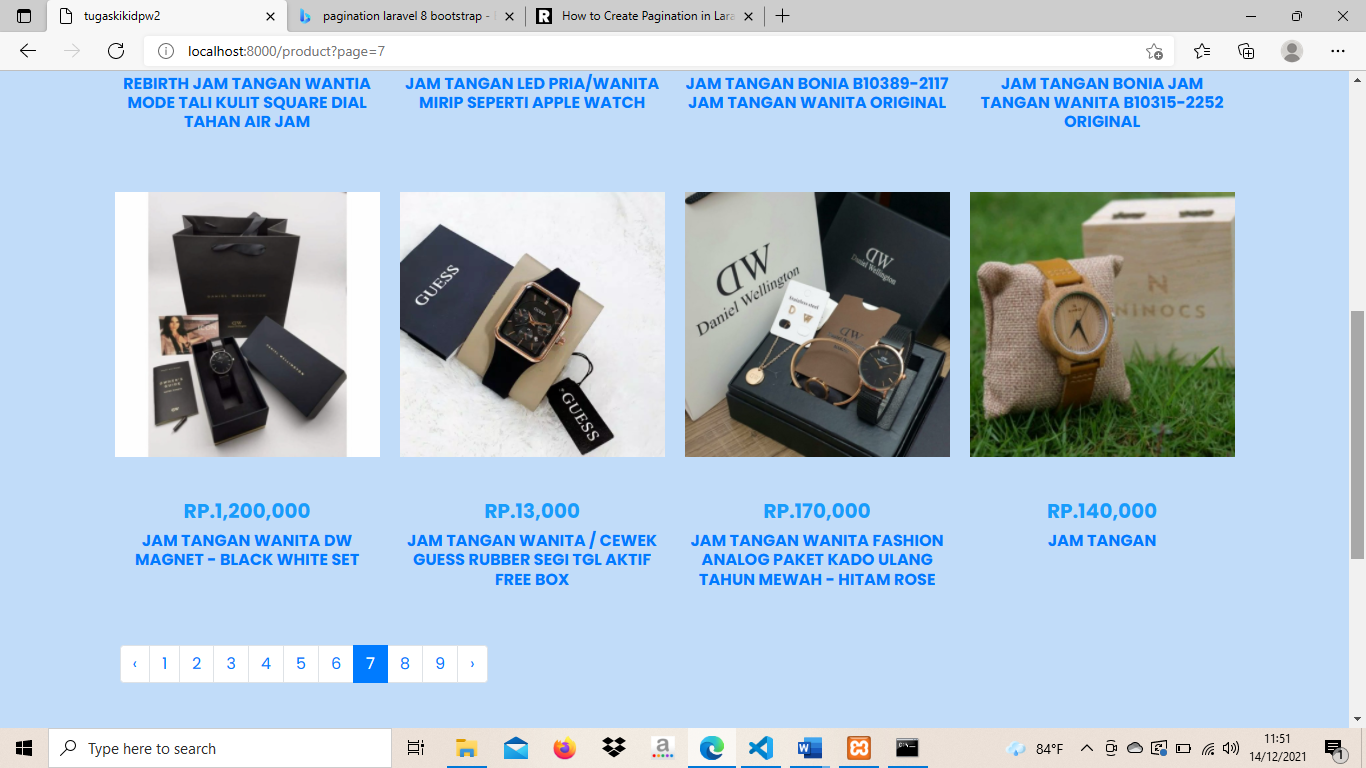 tugaskikidpw2
pagination laravel 8 bootstrap -
How to Create Pagination in Lara
localhost:8000/product?page=7
REBIRTH JAM TANGAN WANTIA
MODE TALI KULIT SQUARE DIAL
TAHAN AIR JAM
JAM TANGAN LED PRIA/WANITA
MIRIP SEPERTI APPLE WATCH
JAM TANGAN BONIA B10389-2117
JAM TANGAN WANITA ORIGINAL
JAM TANGAN BONIA JAM
TANGAN WANITA B10315-2252
ORIGINAL
DANIEL WELLINGTON
GUESS
GUESS
DW
Daniel Wellington
DW
Daniel Wellington
N
NINOCS
RP.1,200,000
JAM TANGAN WANITA DW
MAGNET - BLACK WHITE SET
RP.13,000
JAM TANGAN WANITA / CEWEK
GUESS RUBBER SEGI TGL AKTIF
FREE BOX
RP.170,000
JAM TANGAN WANITA FASHION
ANALOG PAKET KADO ULANG
TAHUN MEWAH - HITAM ROSE
RP.140,000
JAM TANGAN
‹ 1 2 3 4 5 6 7 8 9 ›
Type here to search
84°F
11:51
14/12/2021
1